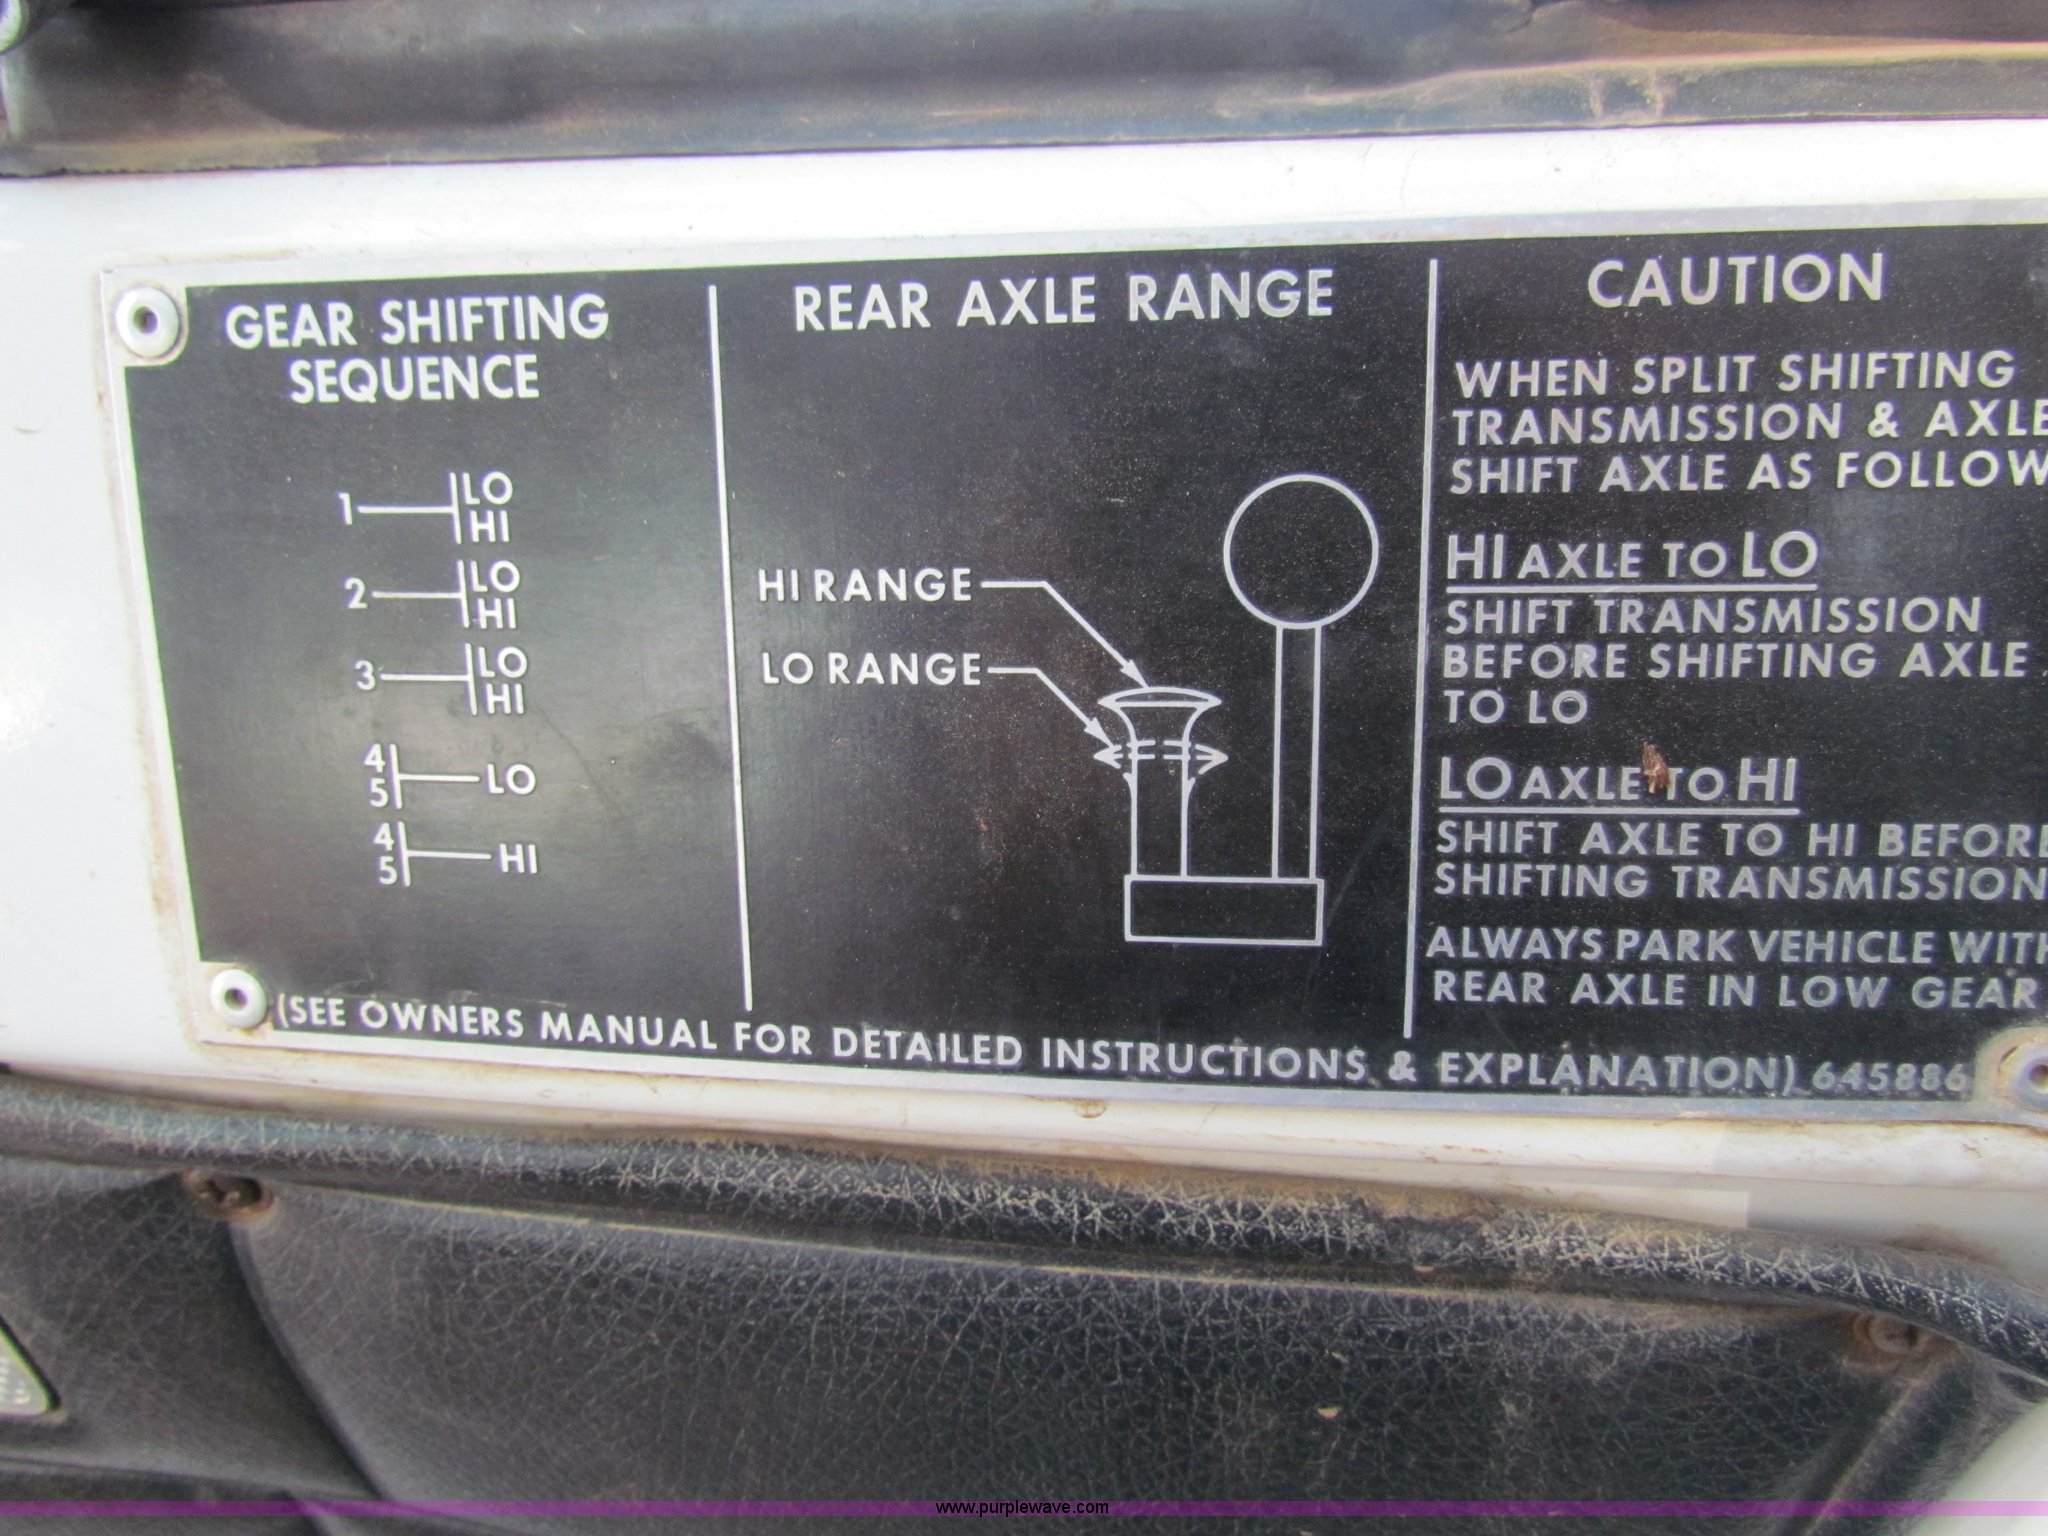 GEAR SHIFTING
SEQUENCE
1 LO
HI
2 LO
HI
3 LO
HI
4
5 LO
4
5 HI
REAR AXLE RANGE
HI RANGE
LO RANGE
CAUTION
WHEN SPLIT SHIFTING
TRANSMISSION & AXLE
SHIFT AXLE AS FOLLOW
HI AXLE TO LO
SHIFT TRANSMISSION
BEFORE SHIFTING AXLE
TO LO
LO AXLE TO HI
SHIFT AXLE TO HI BEFORE
SHIFTING TRANSMISSION
ALWAYS PARK VEHICLE WITH
REAR AXLE IN LOW GEAR
(SEE OWNERS MANUAL FOR DETAILED INSTRUCTIONS & EXPLANATION) 645886
www.purplewave.com